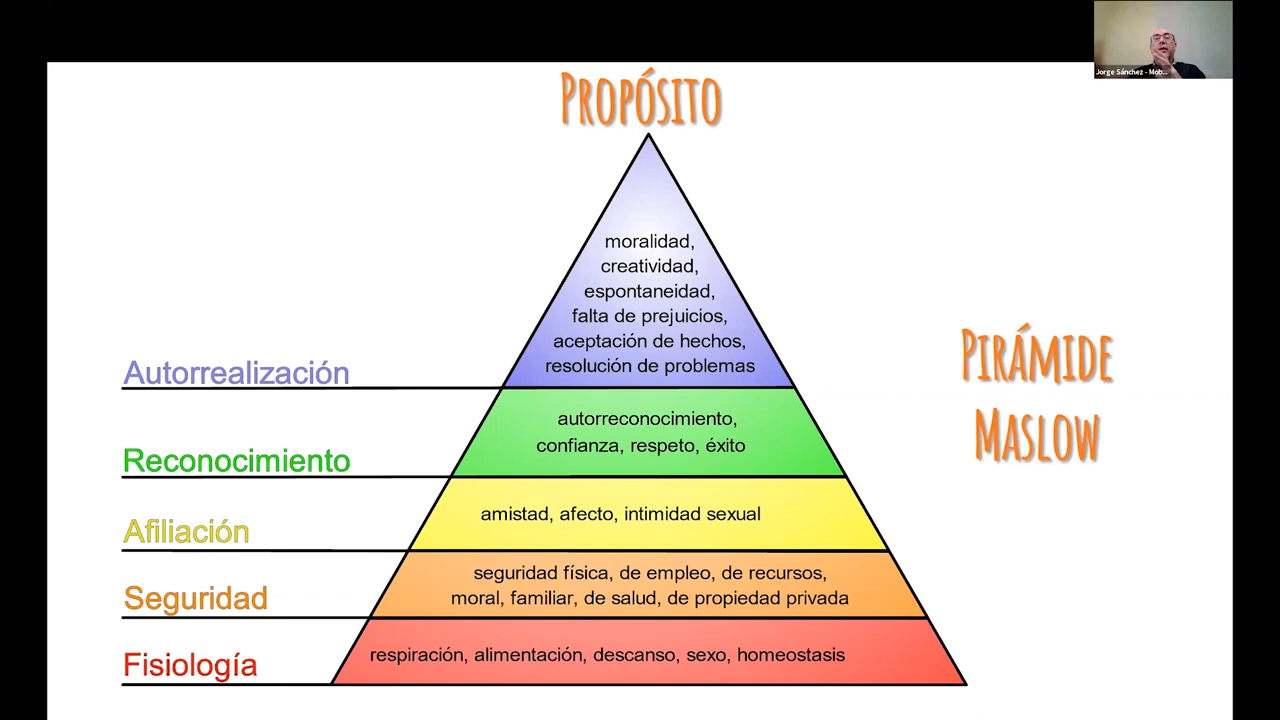 Jorge Sánchez - Mob...
PROPÓSITO
moralidad,
creatividad,
espontaneidad,
falta de prejuicios,
aceptación de hechos,
resolución de problemas
Autorrealización
autorreconocimiento,
confianza, respeto, éxito
Reconocimiento
amistad, afecto, intimidad sexual
Afiliación
seguridad física, de empleo, de recursos,
moral, familiar, de salud, de propiedad privada
Seguridad
respiración, alimentación, descanso, sexo, homeostasis
Fisiología
PIRÁMIDE
MASLOW